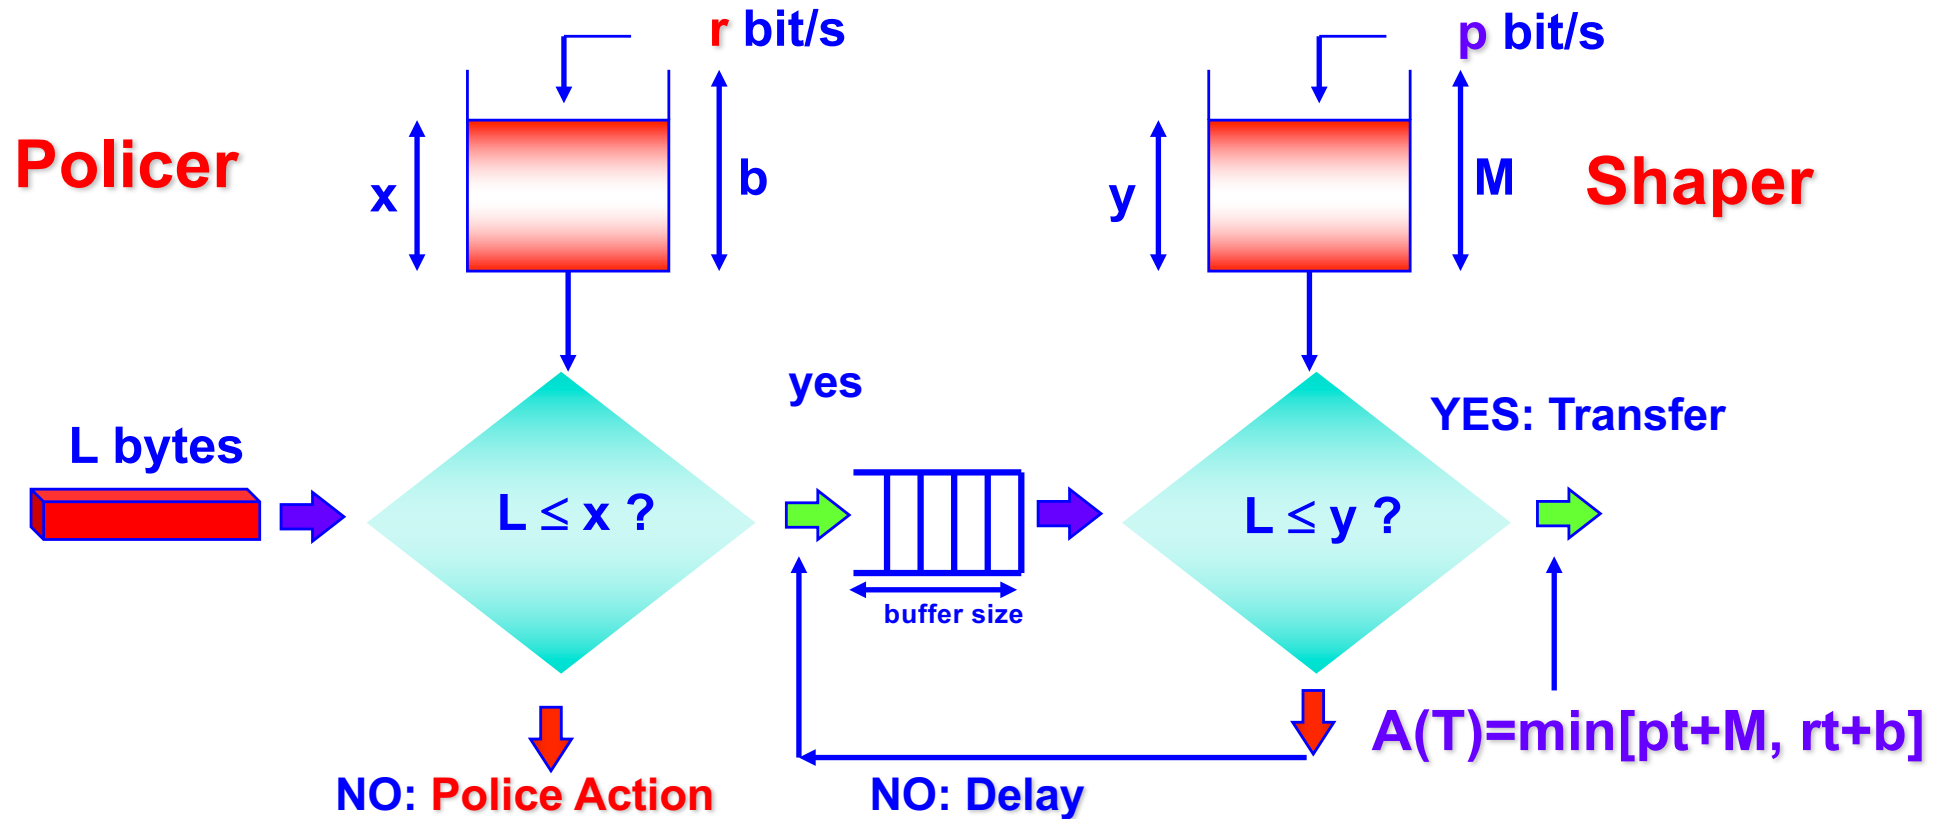 r bit/s
p bit/s
Policer
x
b
y
M
Shaper
yes
YES: Transfer
L bytes
L ≤ x ?
L ≤ y ?
buffer size
A(T)=min[pt+M, rt+b]
NO: Police Action
NO: Delay